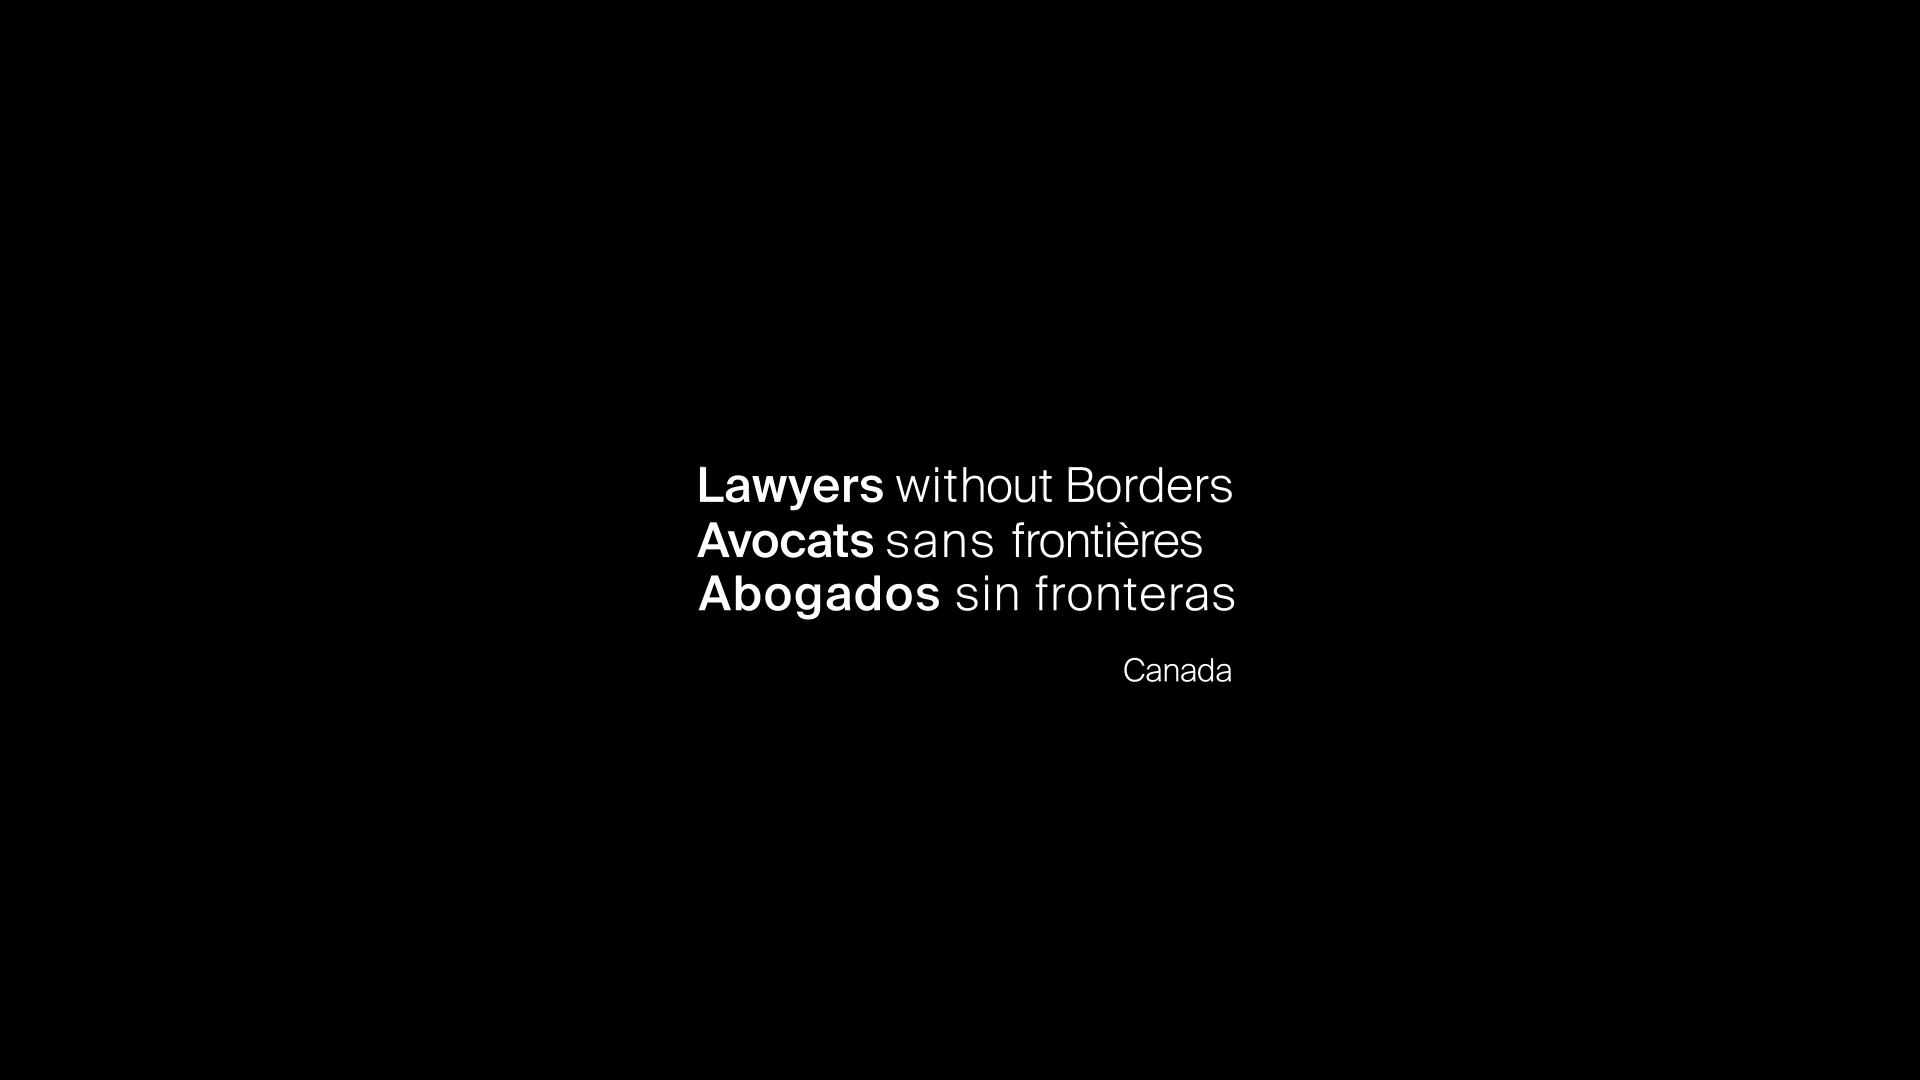 Lawyers without Borders
Avocats sans frontières
Abogados sin fronteras
Canada